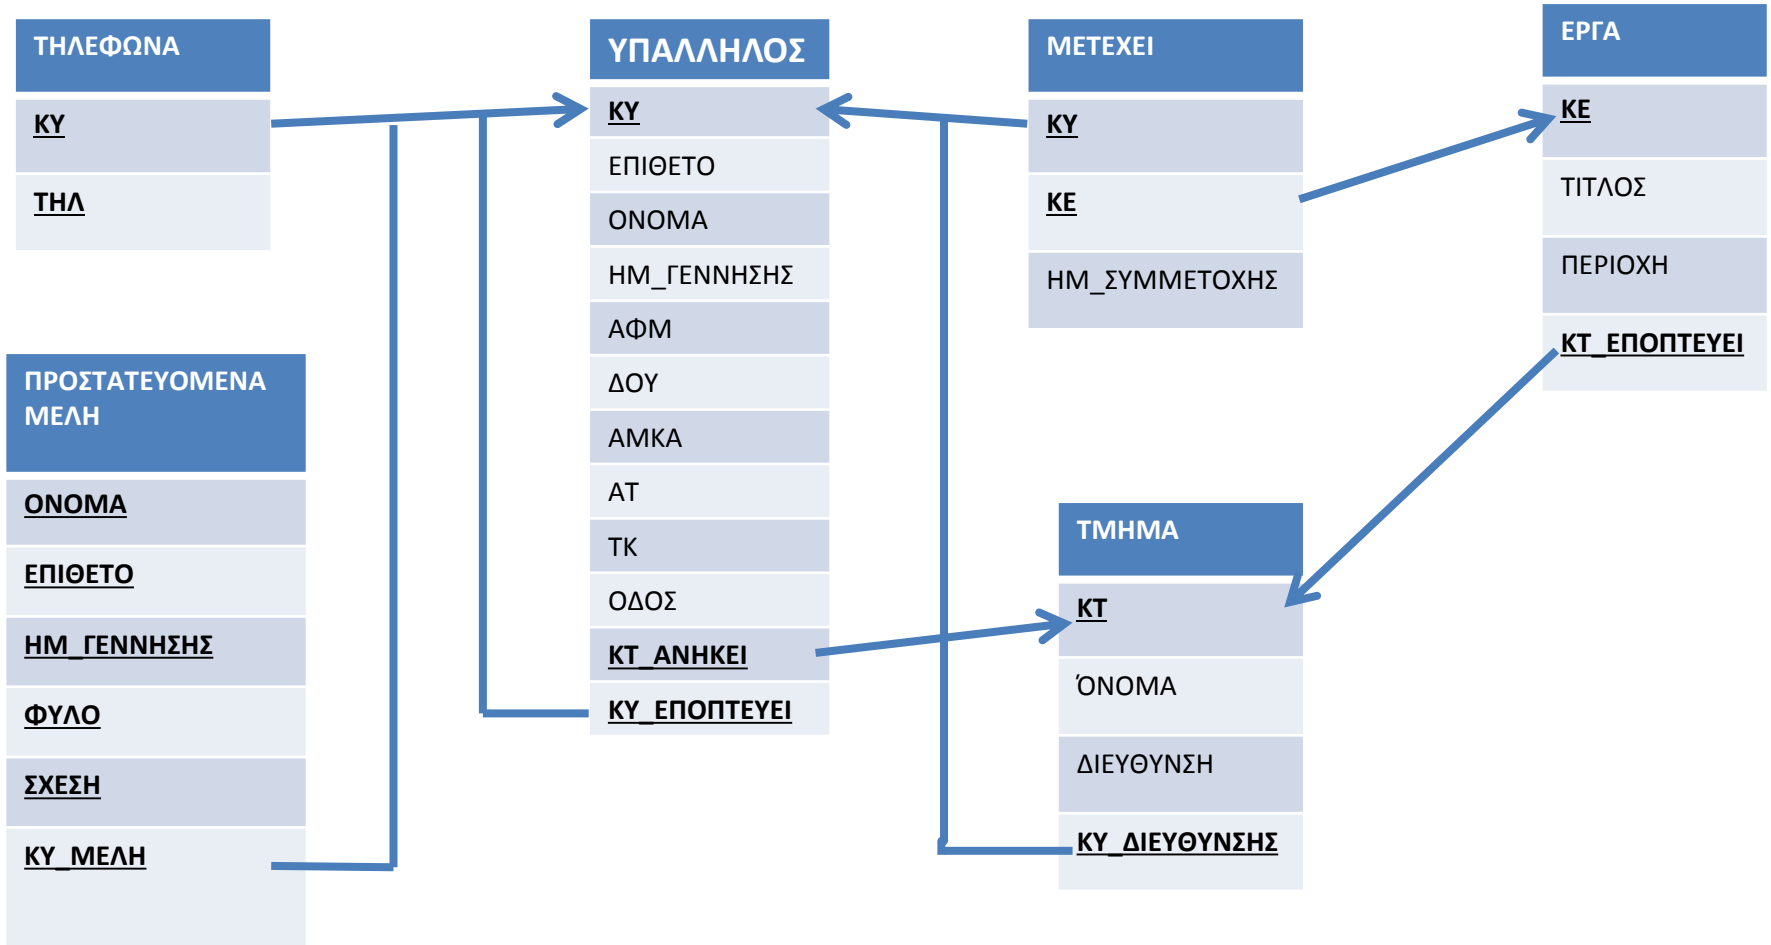 ΤΗΛΕΦΩΝΑ
ΚΥ
ΤΗΛ
ΠΡΟΣΤΑΤΕΥΟΜΕΝΑ
ΜΕΛΗ
ΟΝΟΜΑ
ΕΠΙΘΕΤΟ
ΗΜ_ΓΕΝΝΗΣΗΣ
ΦΥΛΟ
ΣΧΕΣΗ
ΚΥ_ΜΕΛΗ
ΥΠΑΛΛΗΛΟΣ
ΚΥ
ΕΠΙΘΕΤΟ
ΟΝΟΜΑ
ΗΜ_ΓΕΝΝΗΣΗΣ
ΑΦΜ
ΔΟΥ
ΑΜΚΑ
ΑΤ
ΤΚ
ΟΔΟΣ
ΚΤ_ΑΝΗΚΕΙ
ΚΥ_ΕΠΟΠΤΕΥΕΙ
ΜΕΤΕΧΕΙ
ΚΥ
ΚΕ
ΗΜ_ΣΥΜΜΕΤΟΧΗΣ
ΤΜΗΜΑ
ΚΤ
ΌΝΟΜΑ
ΔΙΕΥΘΥΝΣΗ
ΚΥ_ΔΙΕΥΘΥΝΣΗΣ
ΕΡΓΑ
ΚΕ
ΤΙΤΛΟΣ
ΠΕΡΙΟΧΗ
ΚΤ_ΕΠΟΠΤΕΥΕΙ